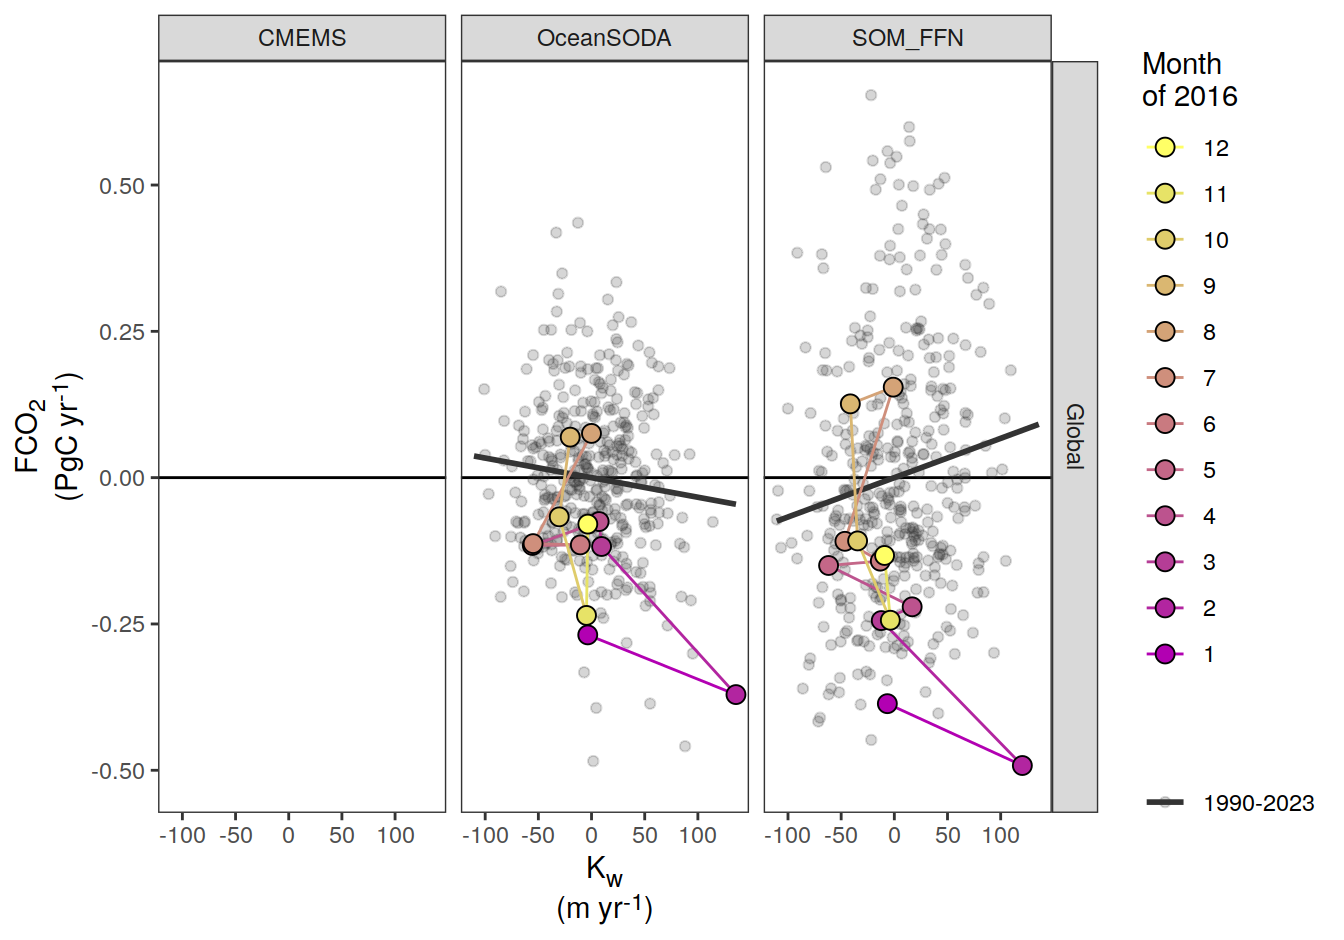 CMEMS
OceanSODA
SOM_FFN
Global
FCO2
(PgC yr-1)
0.50
0.25
0.00
-0.25
-0.50
-100 -50 0 50 100
-100 -50 0 50 100
-100 -50 0 50 100
Kw
(m yr-1)
Month
of 2016
12
11
10
9
8
7
6
5
4
3
2
1
1990-2023